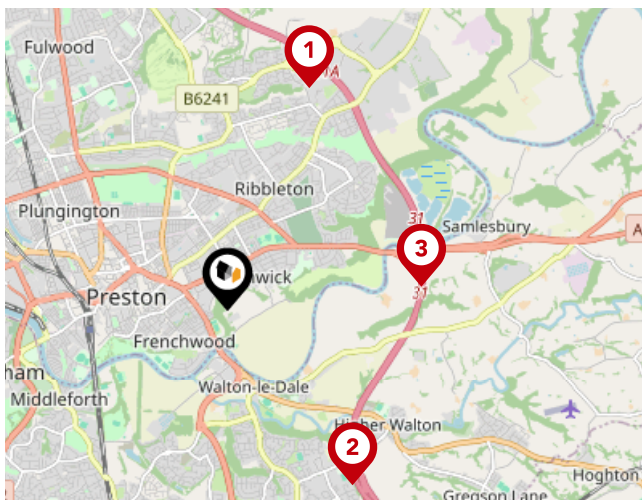 Fulwood
1
1A
B6241
Ribbleton
Plungington
31
Samlesbury
A
3
wick
31
Preston
Frenchwood
ham
Walton-le-Dale
Middleforth
Higher Walton
2
Hoghton
Gregson Lane